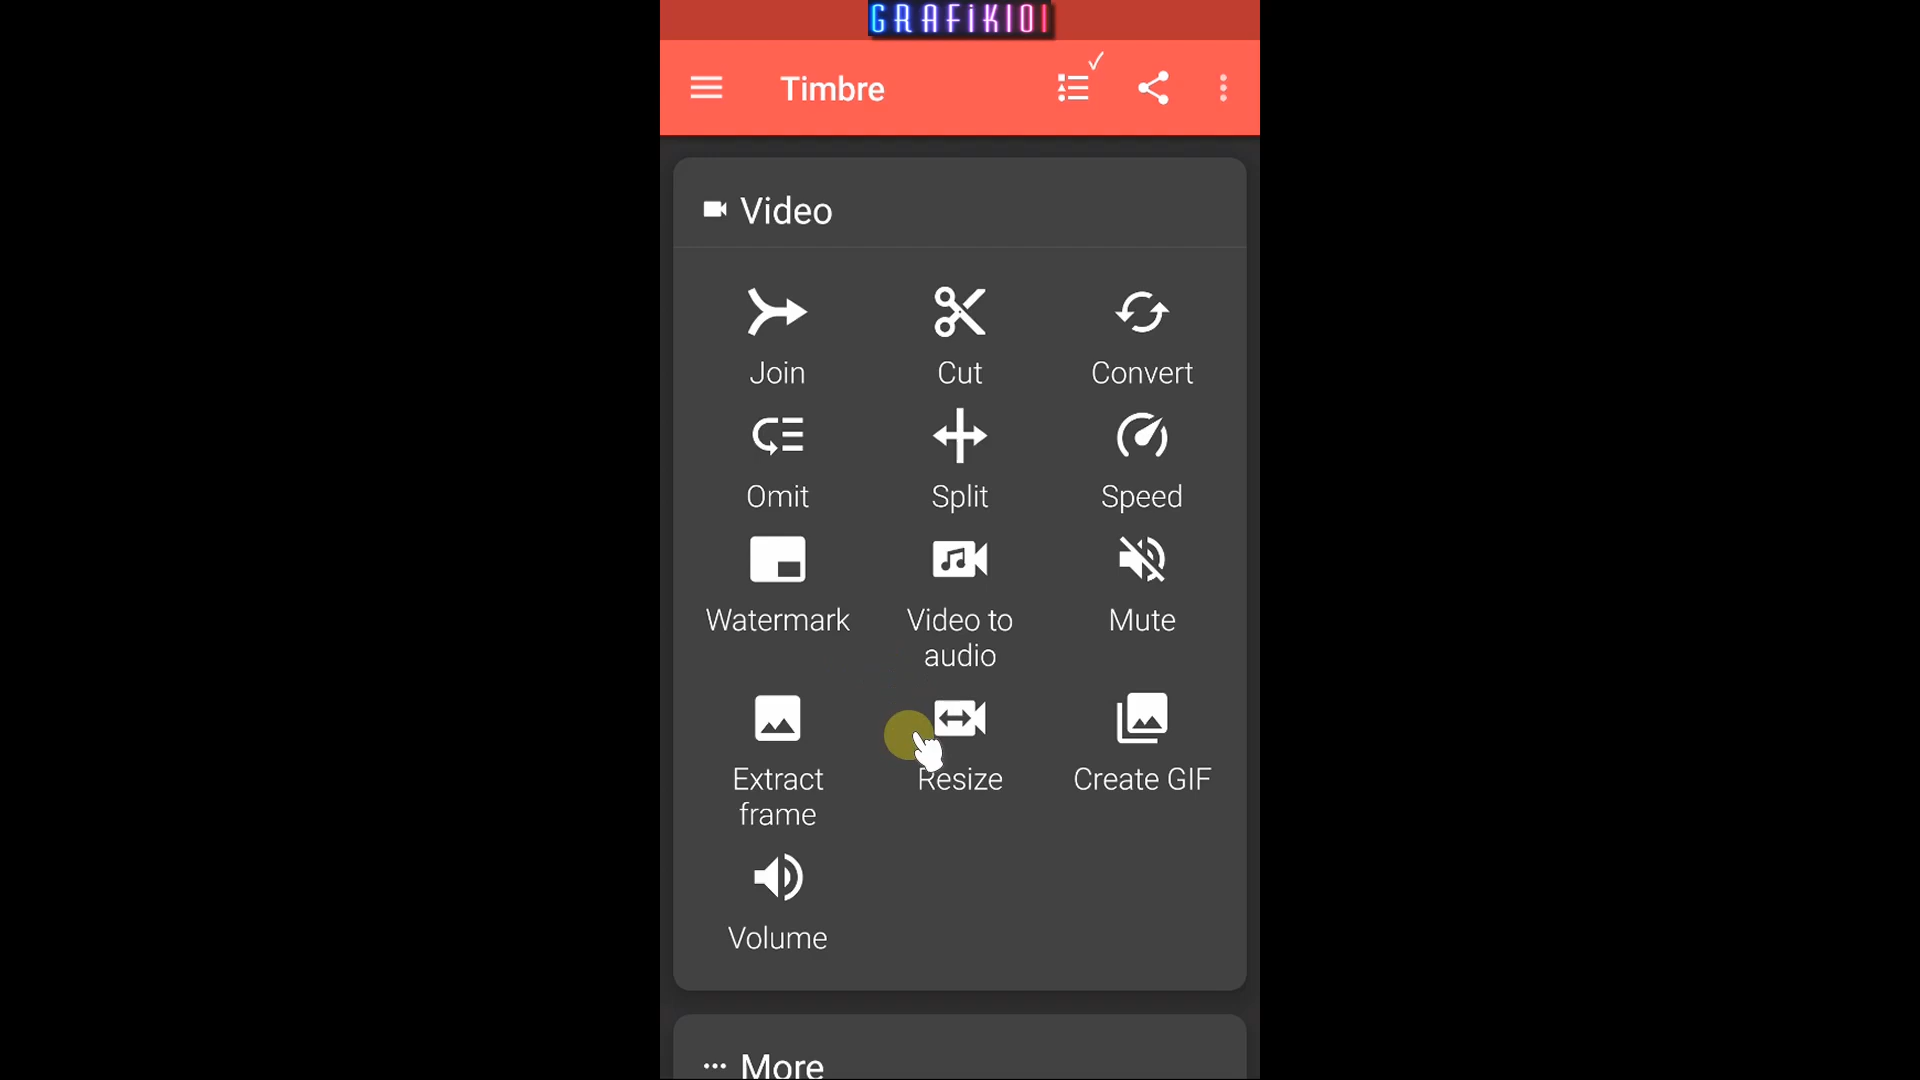 GRAFiK101
Timbre
Video
Join
Cut
Convert
Omit
Split
Speed
Watermark
Video to
audio
Mute
Extract
frame
Resize
Create GIF
Volume
More